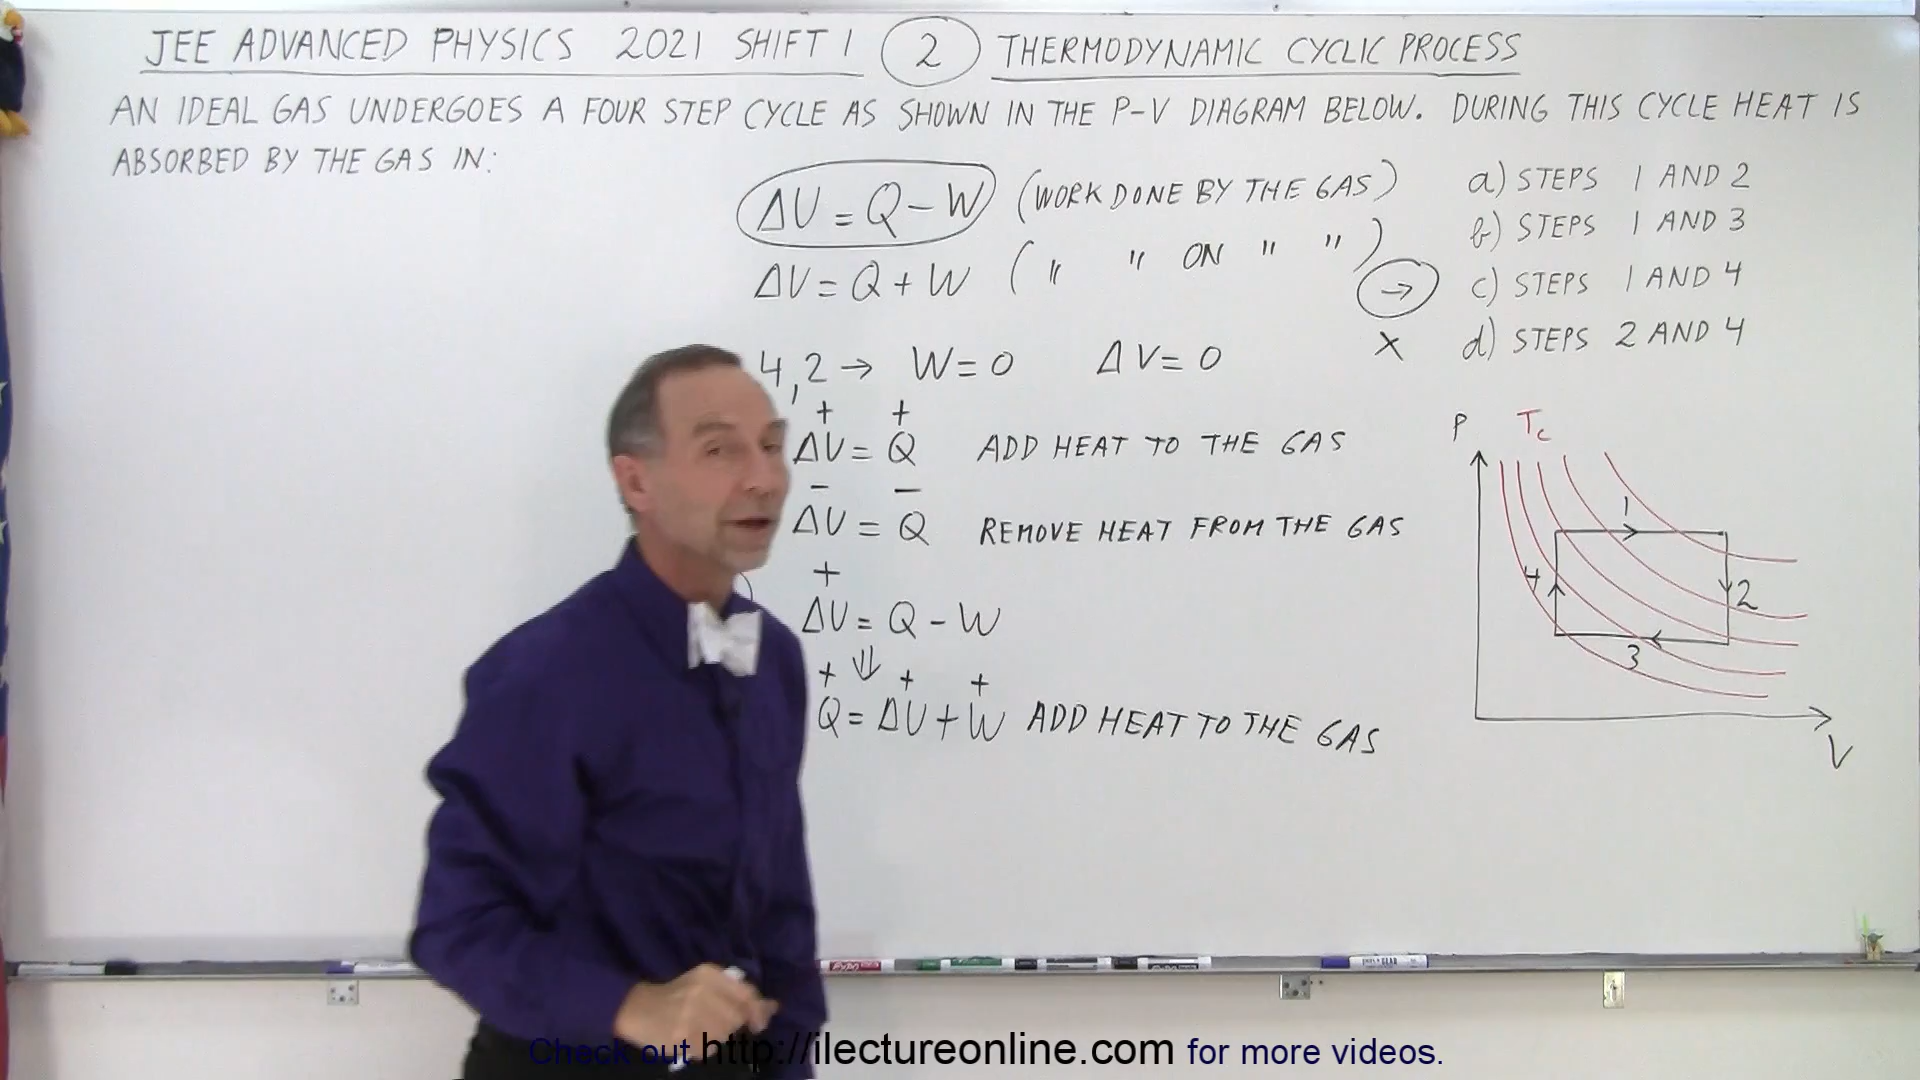 JEE ADVANCED PHYSICS 2021 SHIFT 1 2 THERMODYNAMIC CYCLIC PROCESS
AN IDEAL GAS UNDERGOES A FOUR STEP CYCLE AS SHOWN IN THE P-V DIAGRAM BELOW. DURING THIS CYCLE HEAT IS
ABSORBED BY THE GAS IN:
ΔU = Q - W (WORK DONE BY THE GAS)
ΔU = Q + W ( " " ON " " )
a) STEPS 1 AND 2
b) STEPS 1 AND 3
→ c) STEPS 1 AND 4
X d) STEPS 2 AND 4
4, 2 → W = 0 ΔV = 0
+ +
ΔU = Q ADD HEAT TO THE GAS
- -
ΔU = Q REMOVE HEAT FROM THE GAS
+
ΔU = Q - W
+ ⇓ + +
Q = ΔU + W ADD HEAT TO THE GAS
P Tc
1
4 2
3
V
Check out http://ilectureonline.com for more videos.